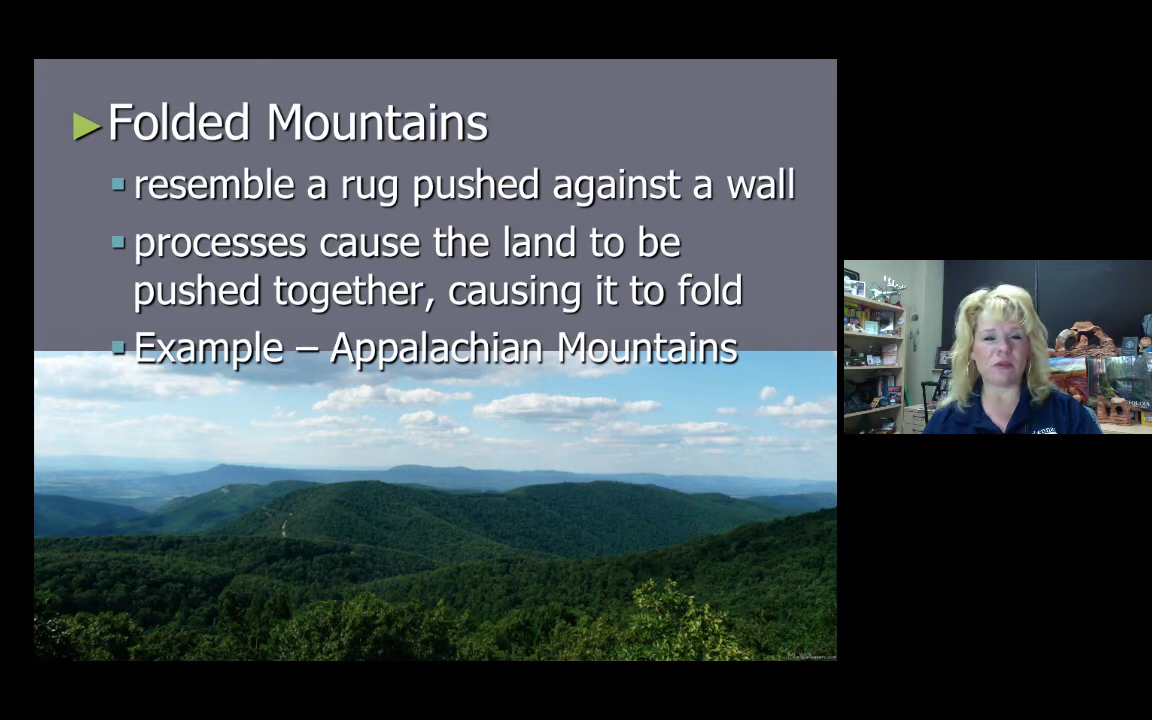 ►Folded Mountains
▪resemble a rug pushed against a wall
▪processes cause the land to be
pushed together, causing it to fold
▪Example – Appalachian Mountains